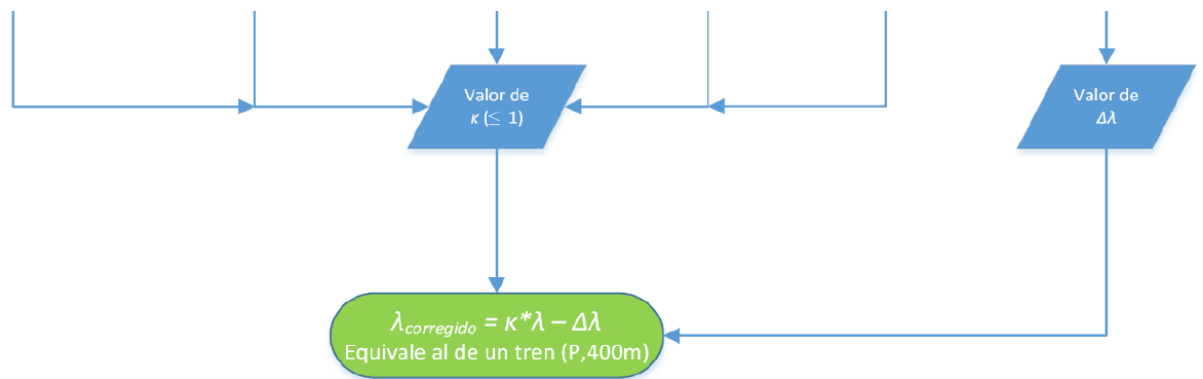 Valor de
κ (≤ 1)
Valor de
Δλ
λcorregido = κ*λ – Δλ
Equivale al de un tren (P,400m)